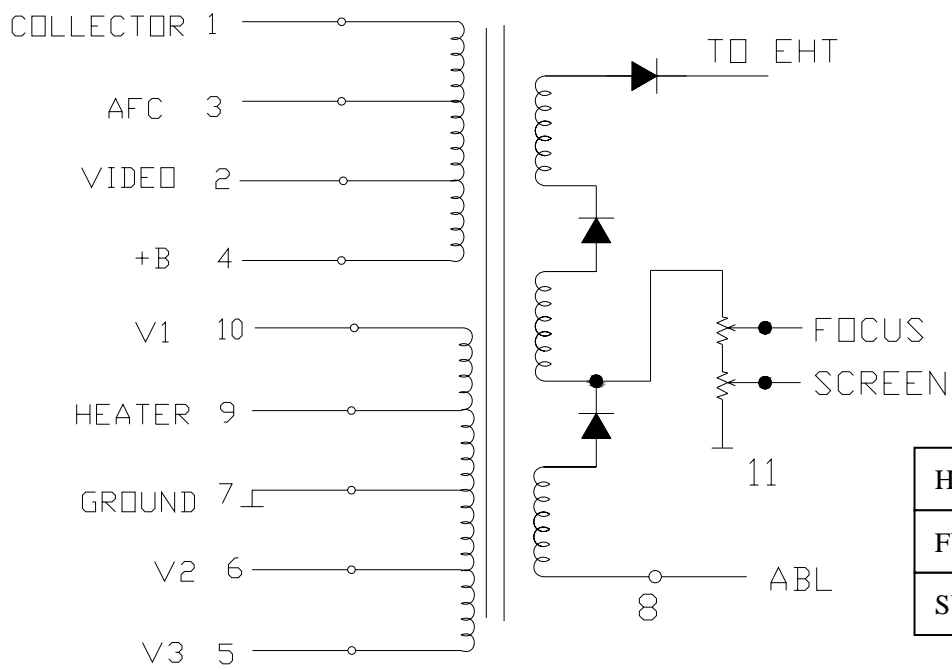 COLLECTOR 1
TO EHT
AFC 3
VIDEO 2
+B 4
V1 10
FOCUS
HEATER 9
SCREEN
GROUND 7
11
V2 6
ABL
8
V3 5